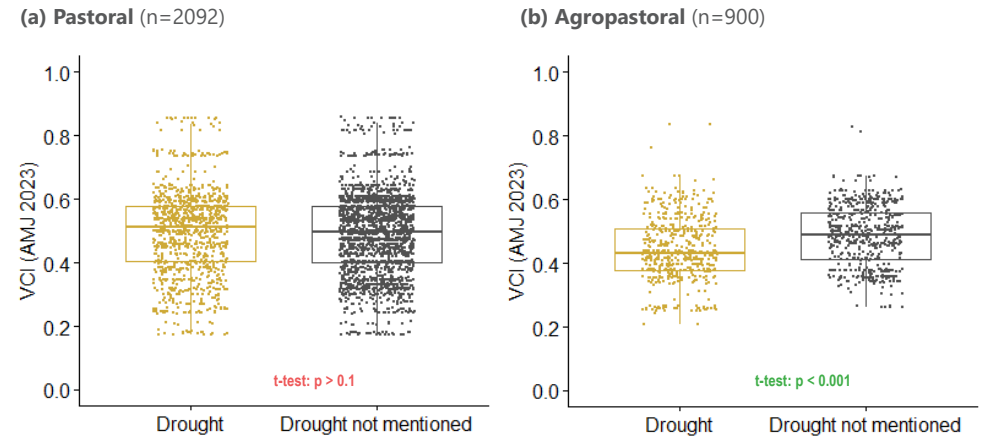 (a) Pastoral (n=2092)
VCI (AMJ 2023)
1.0
0.8
0.6
0.4
0.2
0.0
t-test: p > 0.1
Drought
Drought not mentioned
(b) Agropastoral (n=900)
VCI (AMJ 2023)
1.0
0.8
0.6
0.4
0.2
0.0
t-test: p < 0.001
Drought
Drought not mentioned